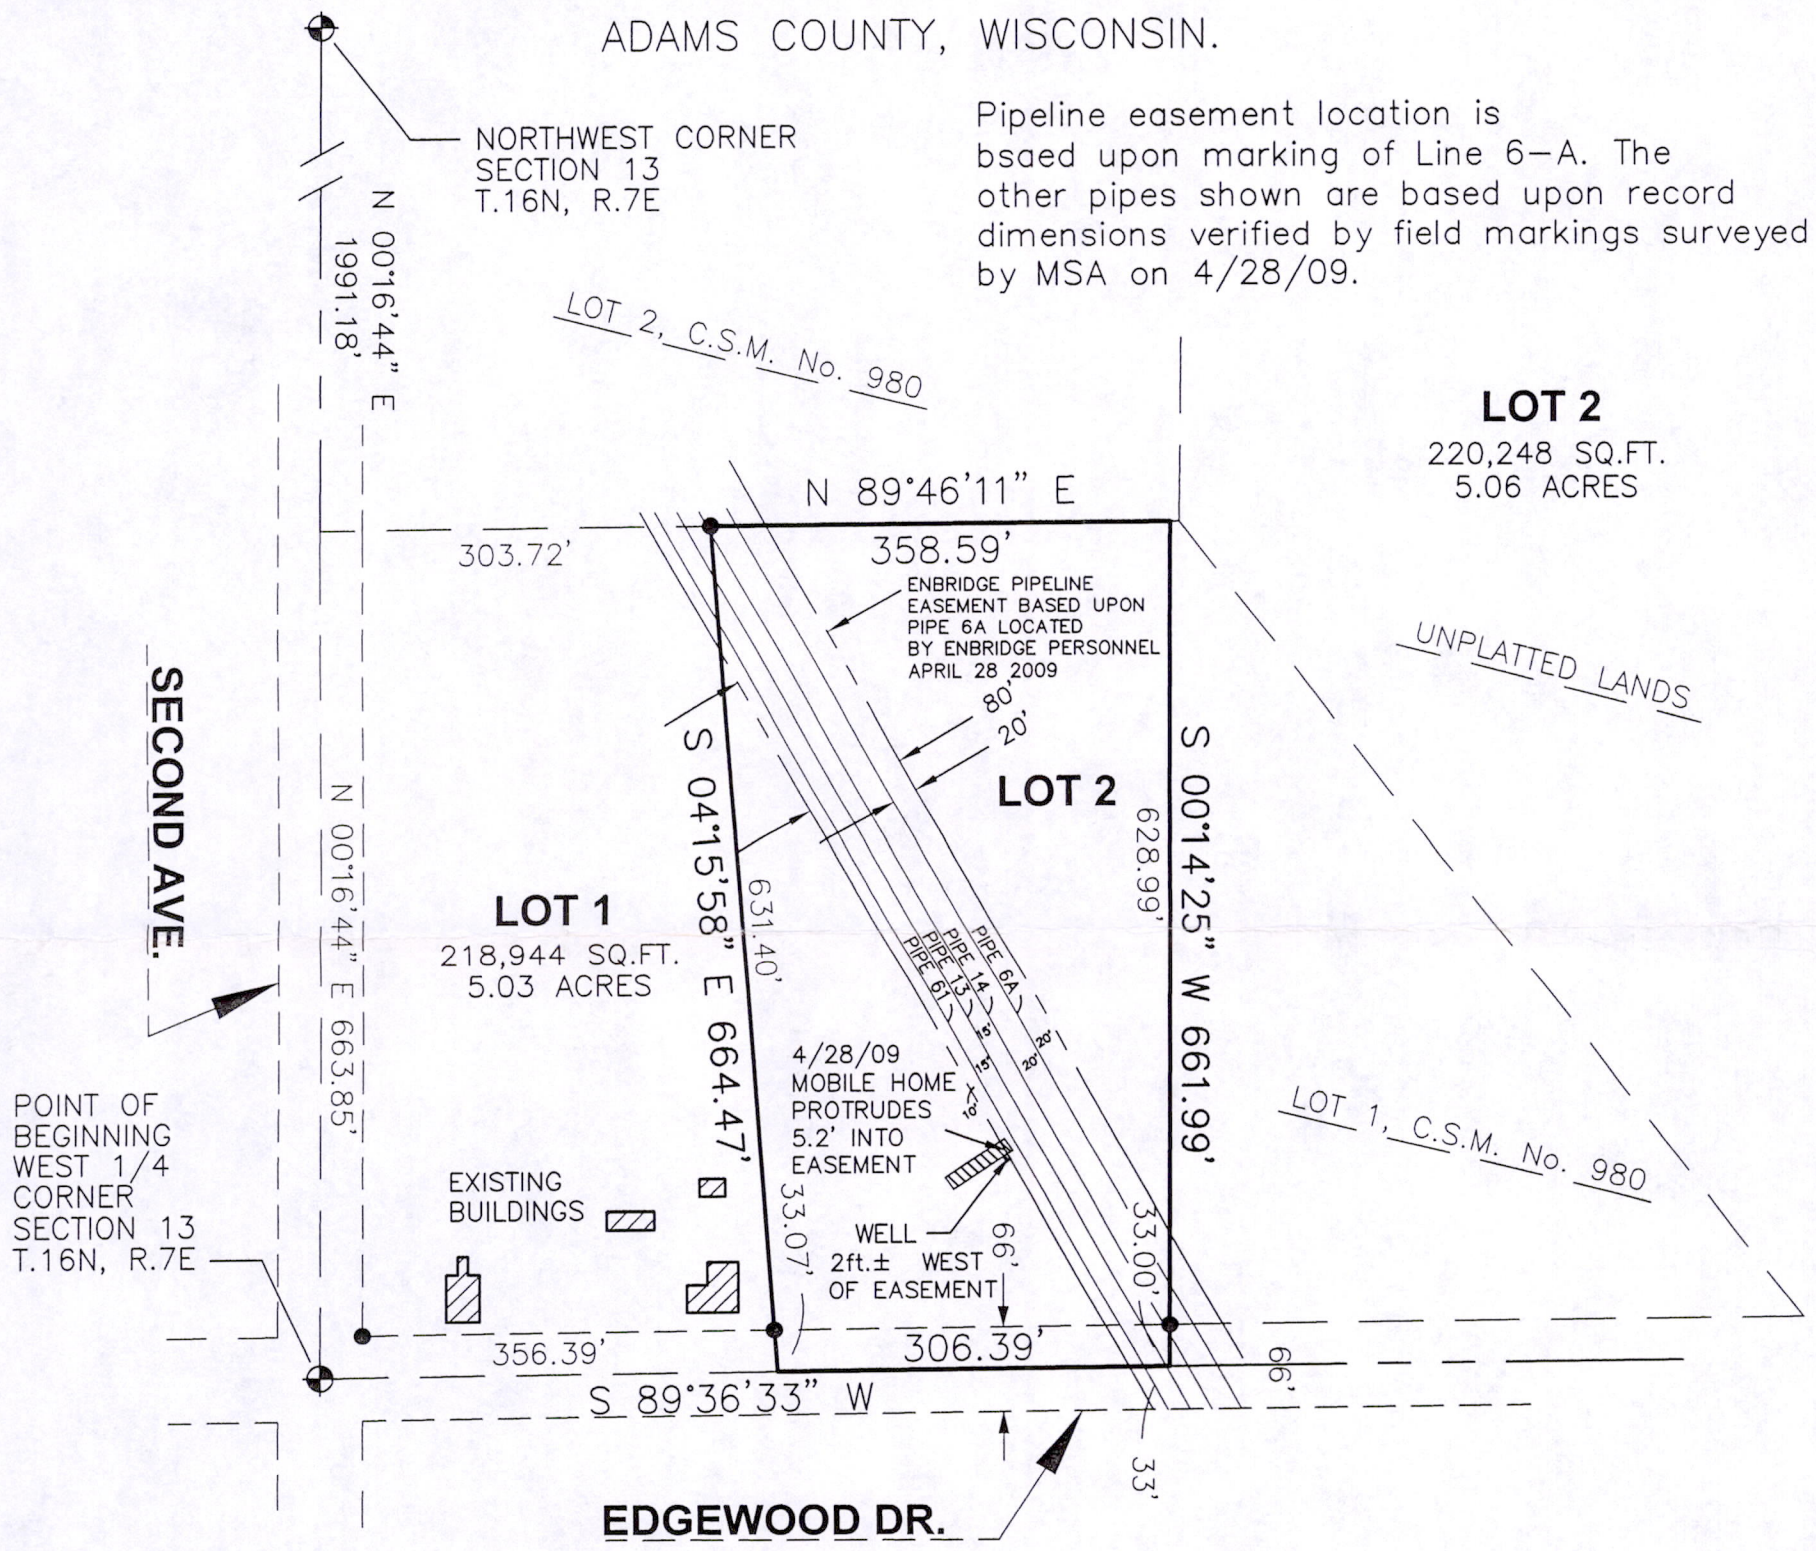 ADAMS COUNTY, WISCONSIN.
NORTHWEST CORNER
SECTION 13
T.16N, R.7E
Pipeline easement location is
bsaed upon marking of Line 6-A. The
other pipes shown are based upon record
dimensions verified by field markings surveyed
by MSA on 4/28/09.
N 00°16'44" E
1991.18'
LOT 2, C.S.M. No. 980
LOT 2
220,248 SQ.FT.
5.06 ACRES
N 89°46'11" E
358.59'
303.72'
ENBRIDGE PIPELINE
EASEMENT BASED UPON
PIPE 6A LOCATED
BY ENBRIDGE PERSONNEL
APRIL 28 2009
80'
20'
UNPLATTED LANDS
SECOND AVE.
N 00°16'44" E 663.85'
LOT 1
218,944 SQ.FT.
5.03 ACRES
S 04°15'58" E 664.47'
631.40'
LOT 2
628.99'
S 00°14'25" W 661.99'
PIPE 61
PIPE 13
PIPE 14
PIPE 6A
15'
15'
20'
20'
10'
4/28/09
MOBILE HOME
PROTRUDES
5.2' INTO
EASEMENT
LOT 1, C.S.M. No. 980
POINT OF
BEGINNING
WEST 1/4
CORNER
SECTION 13
T.16N, R.7E
EXISTING
BUILDINGS
33.07'
WELL
2ft.± WEST
OF EASEMENT
66'
33.00'
356.39'
306.39'
66'
S 89°36'33" W
33'
EDGEWOOD DR.